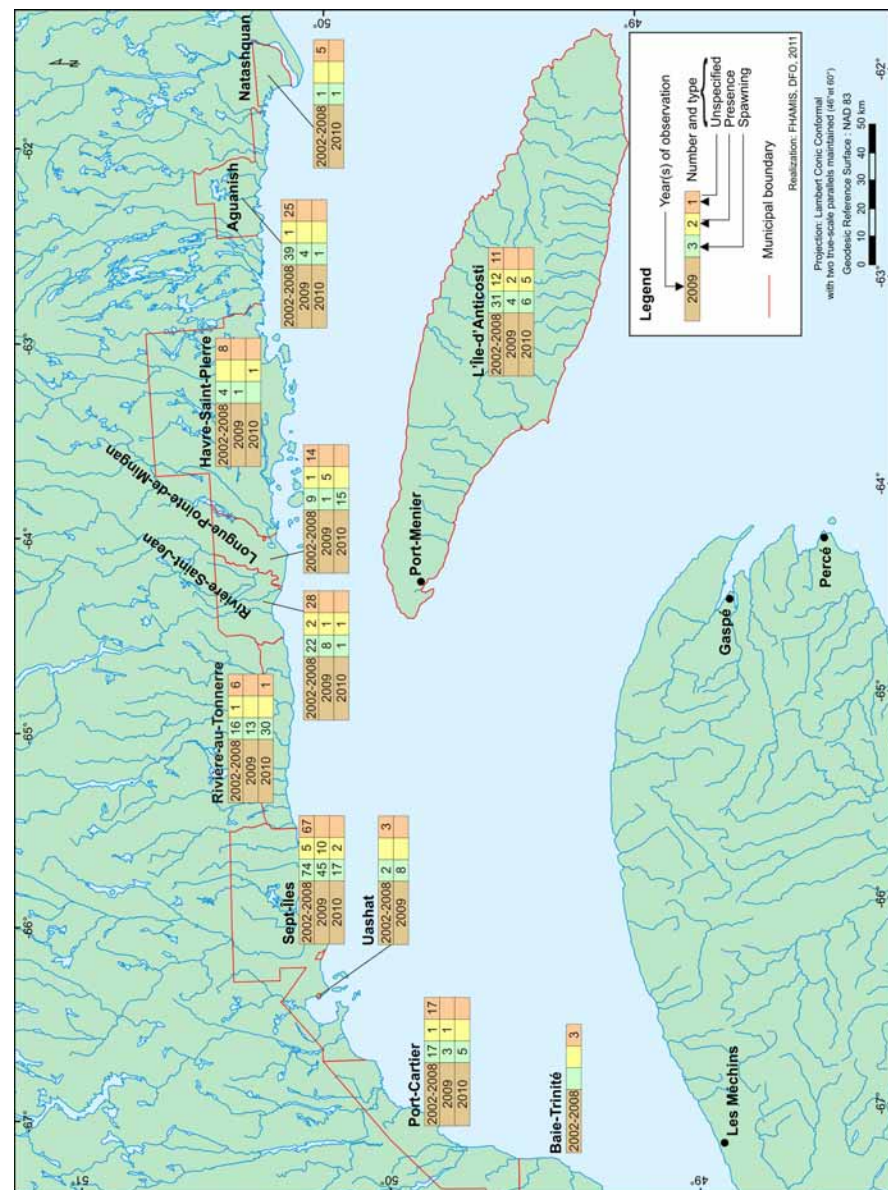 -67°
-66°
-65°
-64°
-63°
-62°
51°
50°
49°
50°
49°
-67°
-66°
-65°
-64°
-63°
-62°
N
Baie-Trinité
2002-2008 3
Port-Cartier
2002-2008 17 1 17
2009 3 1
2010 5
Uashat
2002-2008 2 3
2009 8
Sept-Îles
2002-2008 74 5 67
2009 45 10
2010 17 2
Rivière-au-Tonnerre
2002-2008 16 1 6
2009 13
2010 30 1
Rivière-Saint-Jean
2002-2008 22 2 28
2009 8 1
2010 1 1
Longue-Pointe-de-Mingan
2002-2008 9 1 14
2009 1 5
2010 15
Havre-Saint-Pierre
2002-2008 4 8
2009 1
2010 1
Aguanish
2002-2008 39 1 25
2009 4
2010 1
Natashquan
2002-2008 1 5
2010 1
L'Île-d'Anticosti
2002-2008 31 12 11
2009 4 2
2010 6 5
Port-Menier
Gaspé
Percé
Les Méchins
Legend
Year(s) of observation
2009 3 2 1
Number and type
Unspecified
Presence
Spawning
Municipal boundary
Realization: FHAMIS, DFO, 2011
Projection: Lambert Conic Conformal
with two true-scale parallels maintained (46° et 60°)
Geodesic Reference Surface : NAD 83
0 10 20 30 40 50 km